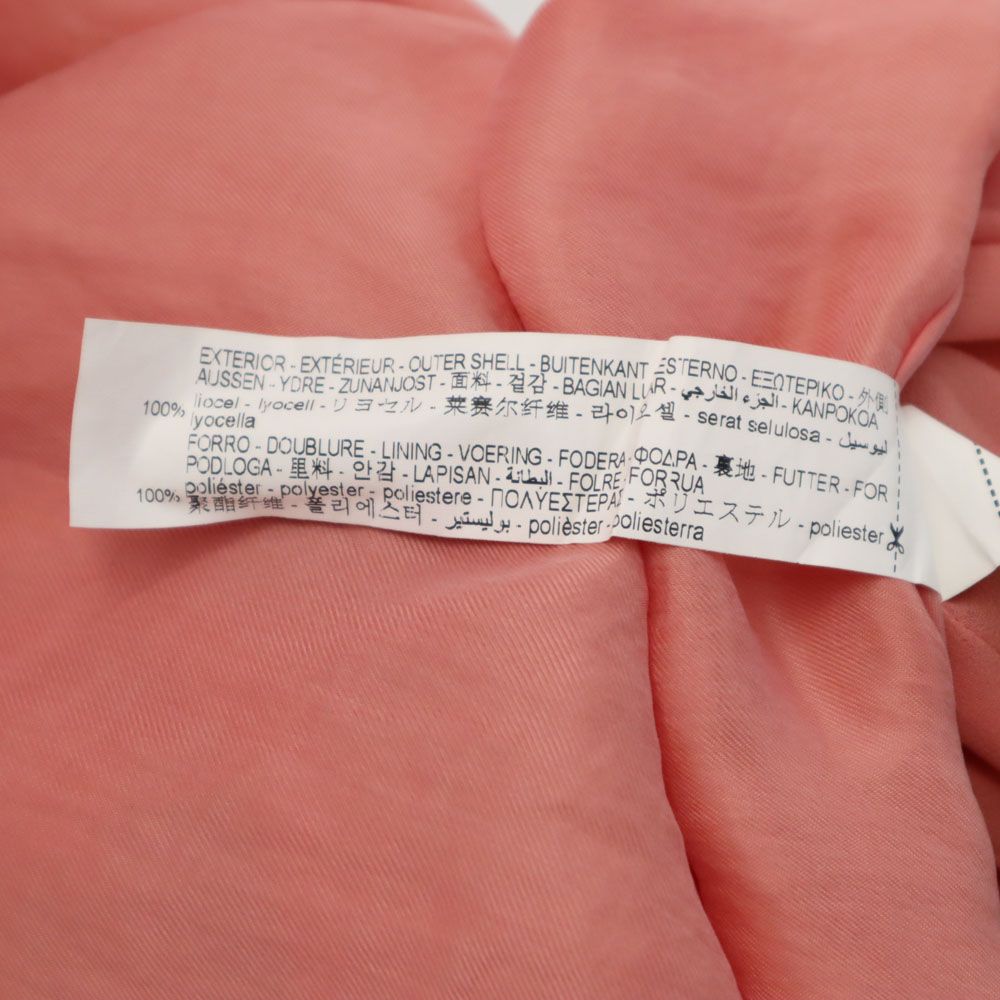 EXTERIOR - EXTÉRIEUR - OUTER SHELL - BUITENKANT ESTERNO - ΕΞΩΤΕΡΙΚΟ - 外側
AUSSEN - YDRE - ZUNANJOST - 面料 - 겉감 - BAGIAN LUAR - الجزء الخارجي - KANPOKOA
100% liocel - lyocell - リヨセル - 莱赛尔纤维 - 라이오셀 - serat selulosa - ليوسيل -
lyocella
FORRO - DOUBLURE - LINING - VOERING - FODERA ΦΟΔΡΑ - 裏地 - FUTTER - FOR
PODLOGA - 里料 - 안감 - LAPISAN - البطانة - FOLRE FORRUA
100% poliéster - polyester - poliestere - ΠΟΛΥΕΣΤΕΡΑΣ - ポリエステル - poliester
聚酯纤维 - 폴리에스터 - بوليستير - polièster - poliesterra